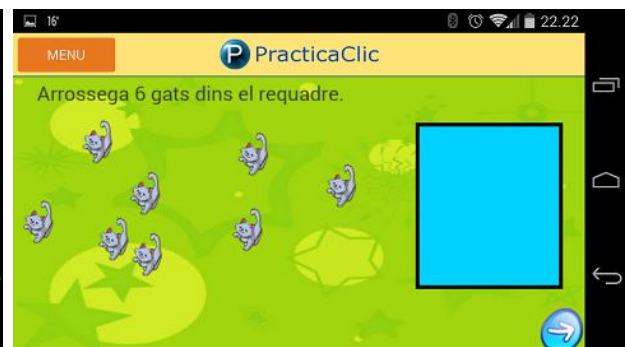 16°
22.22
MENU
P PracticaClic
Arrossega 6 gats dins el requadre.